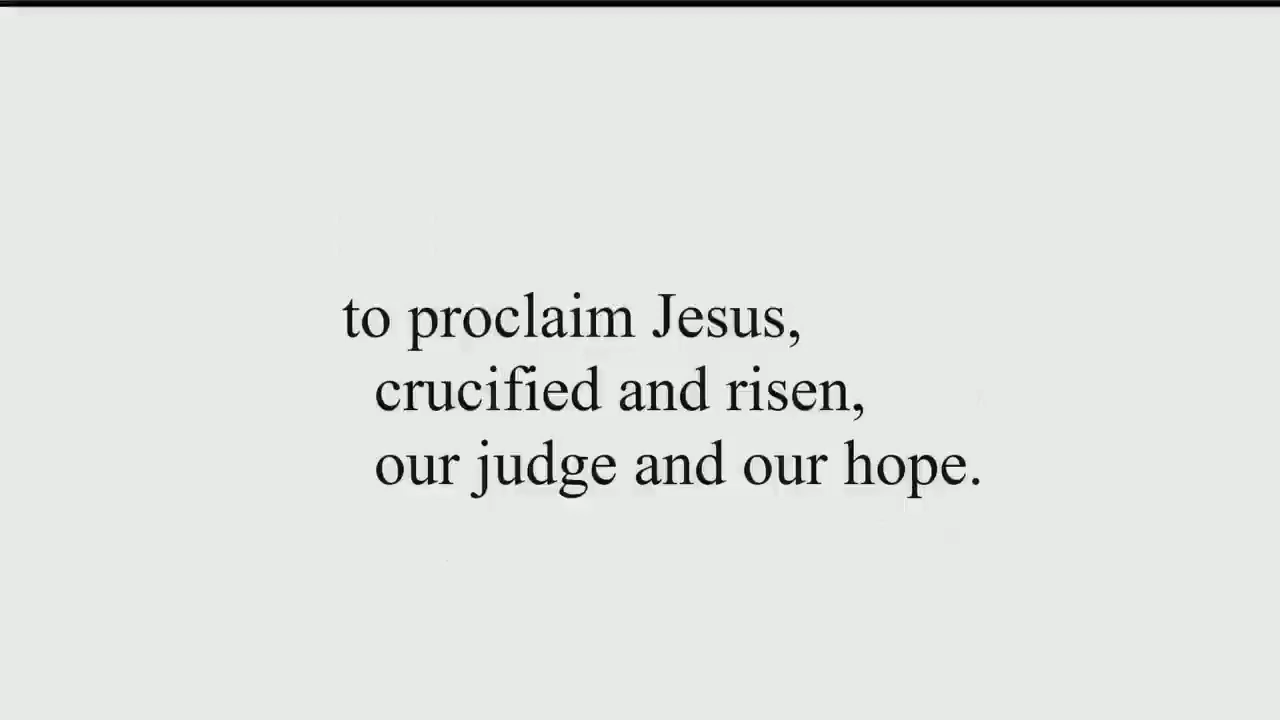 to proclaim Jesus,
crucified and risen,
our judge and our hope.